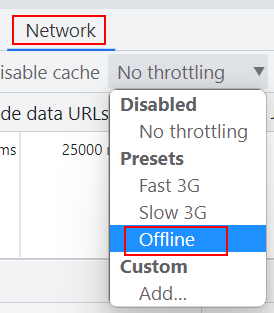 Network
isable cache No throttling
Disabled
de data URLs
No throttling
ms 25000
Presets
Fast 3G
Slow 3G
Offline
Custom
Add...